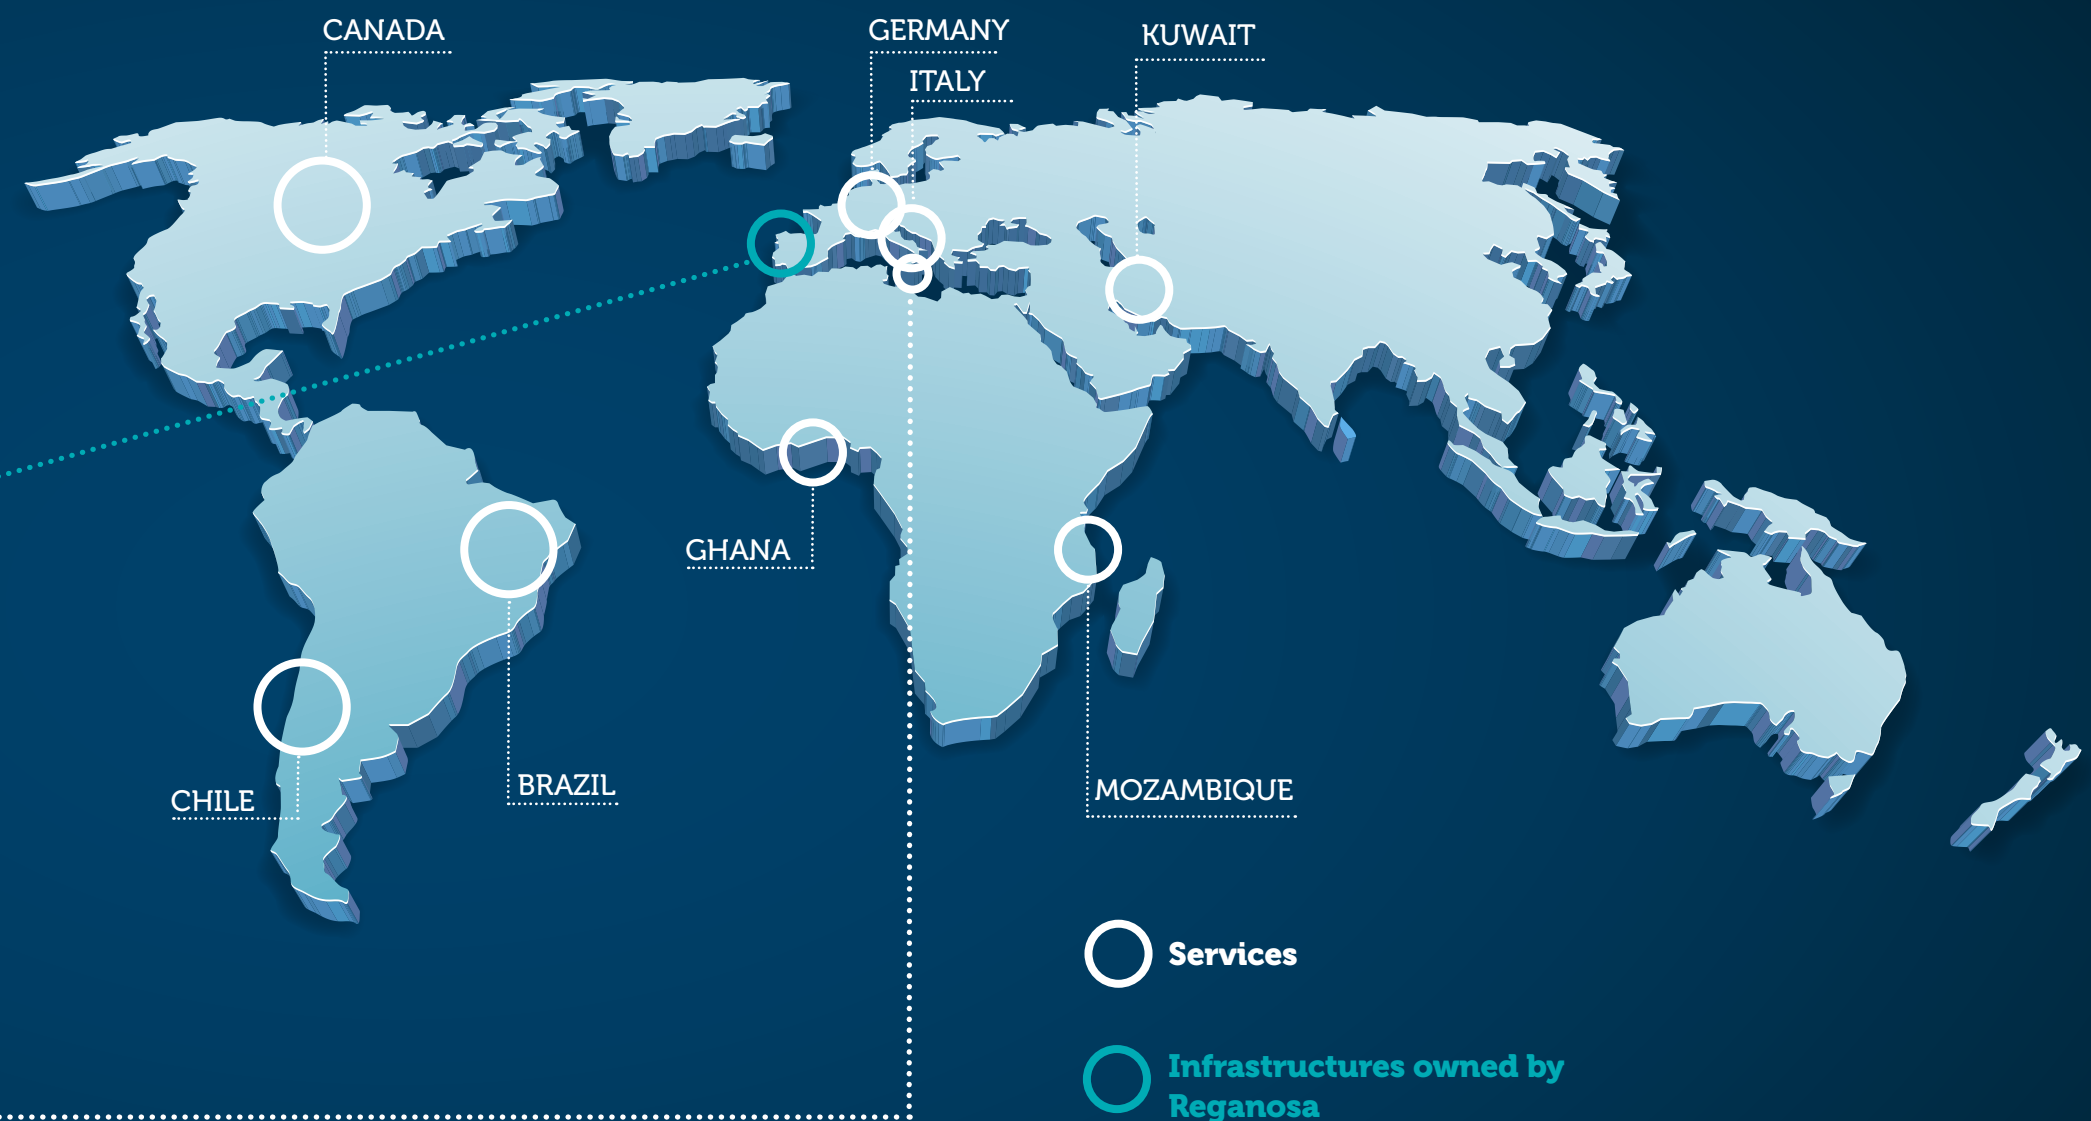 CANADA
GERMANY
KUWAIT
ITALY
GHANA
CHILE
BRAZIL
MOZAMBIQUE
Services
Infrastructures owned by
Reganosa